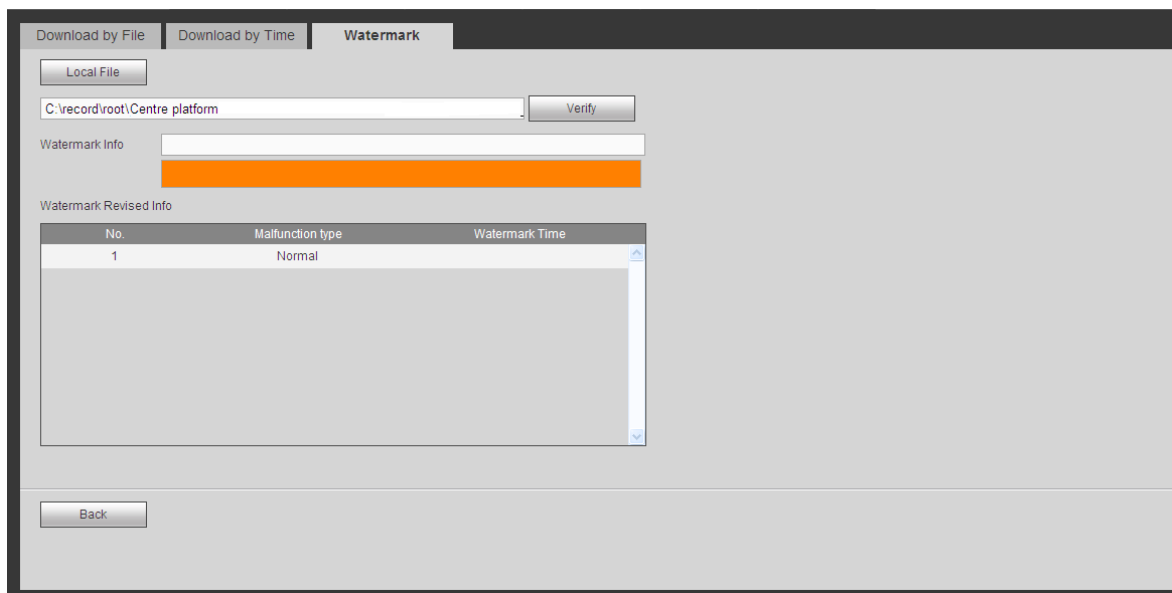 Download by File Download by Time Watermark
Local File
C:\record\root\Centre platform Verify
Watermark Info
Watermark Revised Info
No. Malfunction type Watermark Time
1 Normal
Back